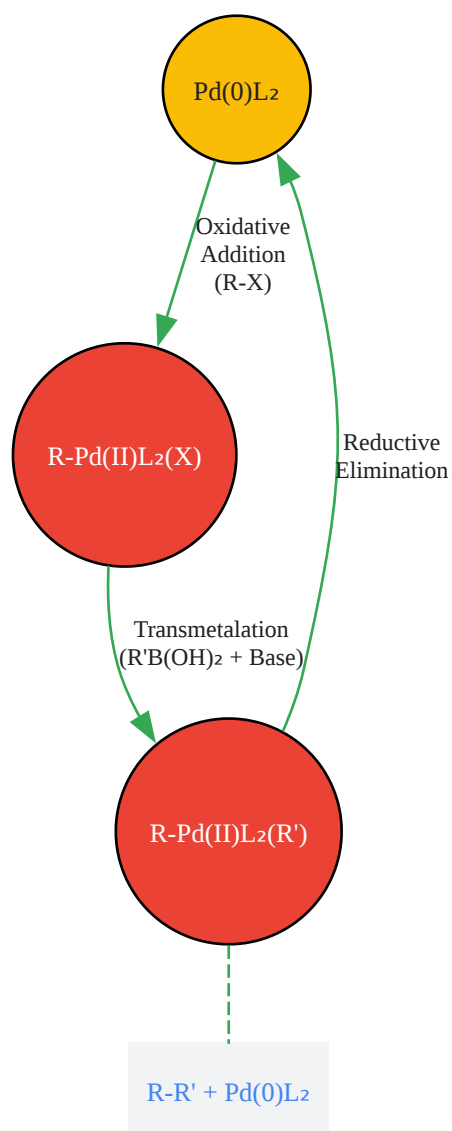 Pd(0)L₂
Oxidative
Addition
(R-X)
R-Pd(II)L₂(X)
Reductive
Elimination
Transmetalation
(R'B(OH)₂ + Base)
R-Pd(II)L₂(R')
R-R' + Pd(0)L₂